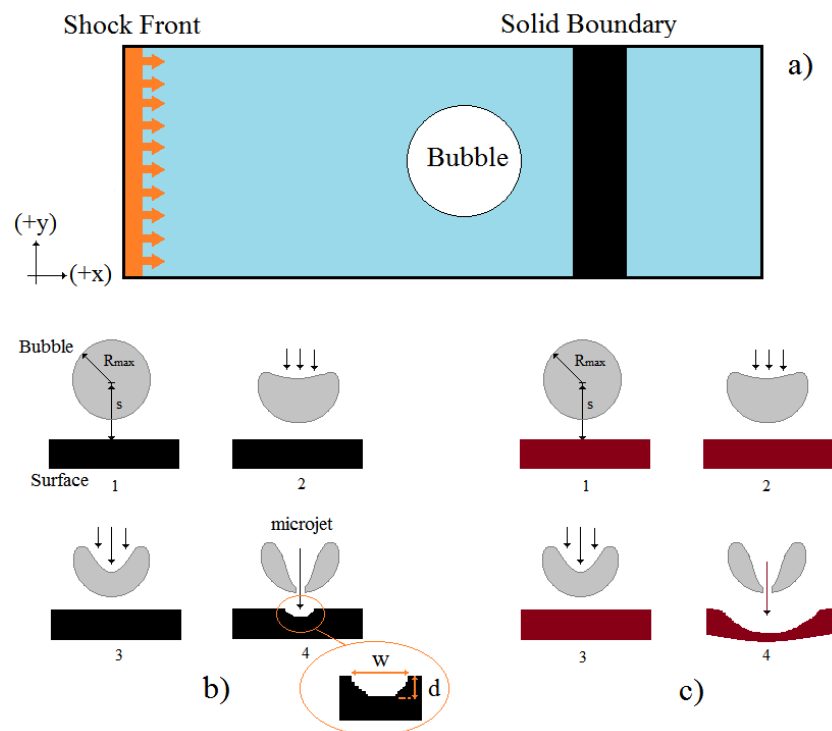 Shock Front
Solid Boundary
a)
Bubble
(+y)
(+x)
Bubble
Rmax
s
Surface
1
2
Rmax
s
1
2
microjet
3
4
3
4
w
d
b)
c)